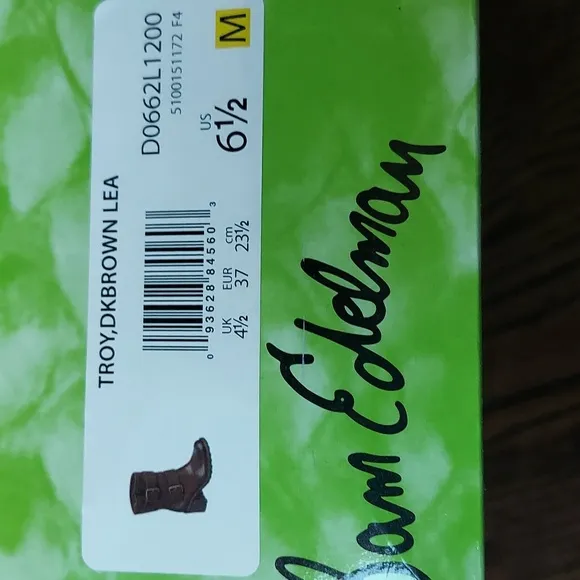 TROY,DKBROWN LEA
D0662L1200
5100151172 F4
0 93628 84560 3
US
6½ M
UK EUR cm
4½ 37 23½
Sam Edelman